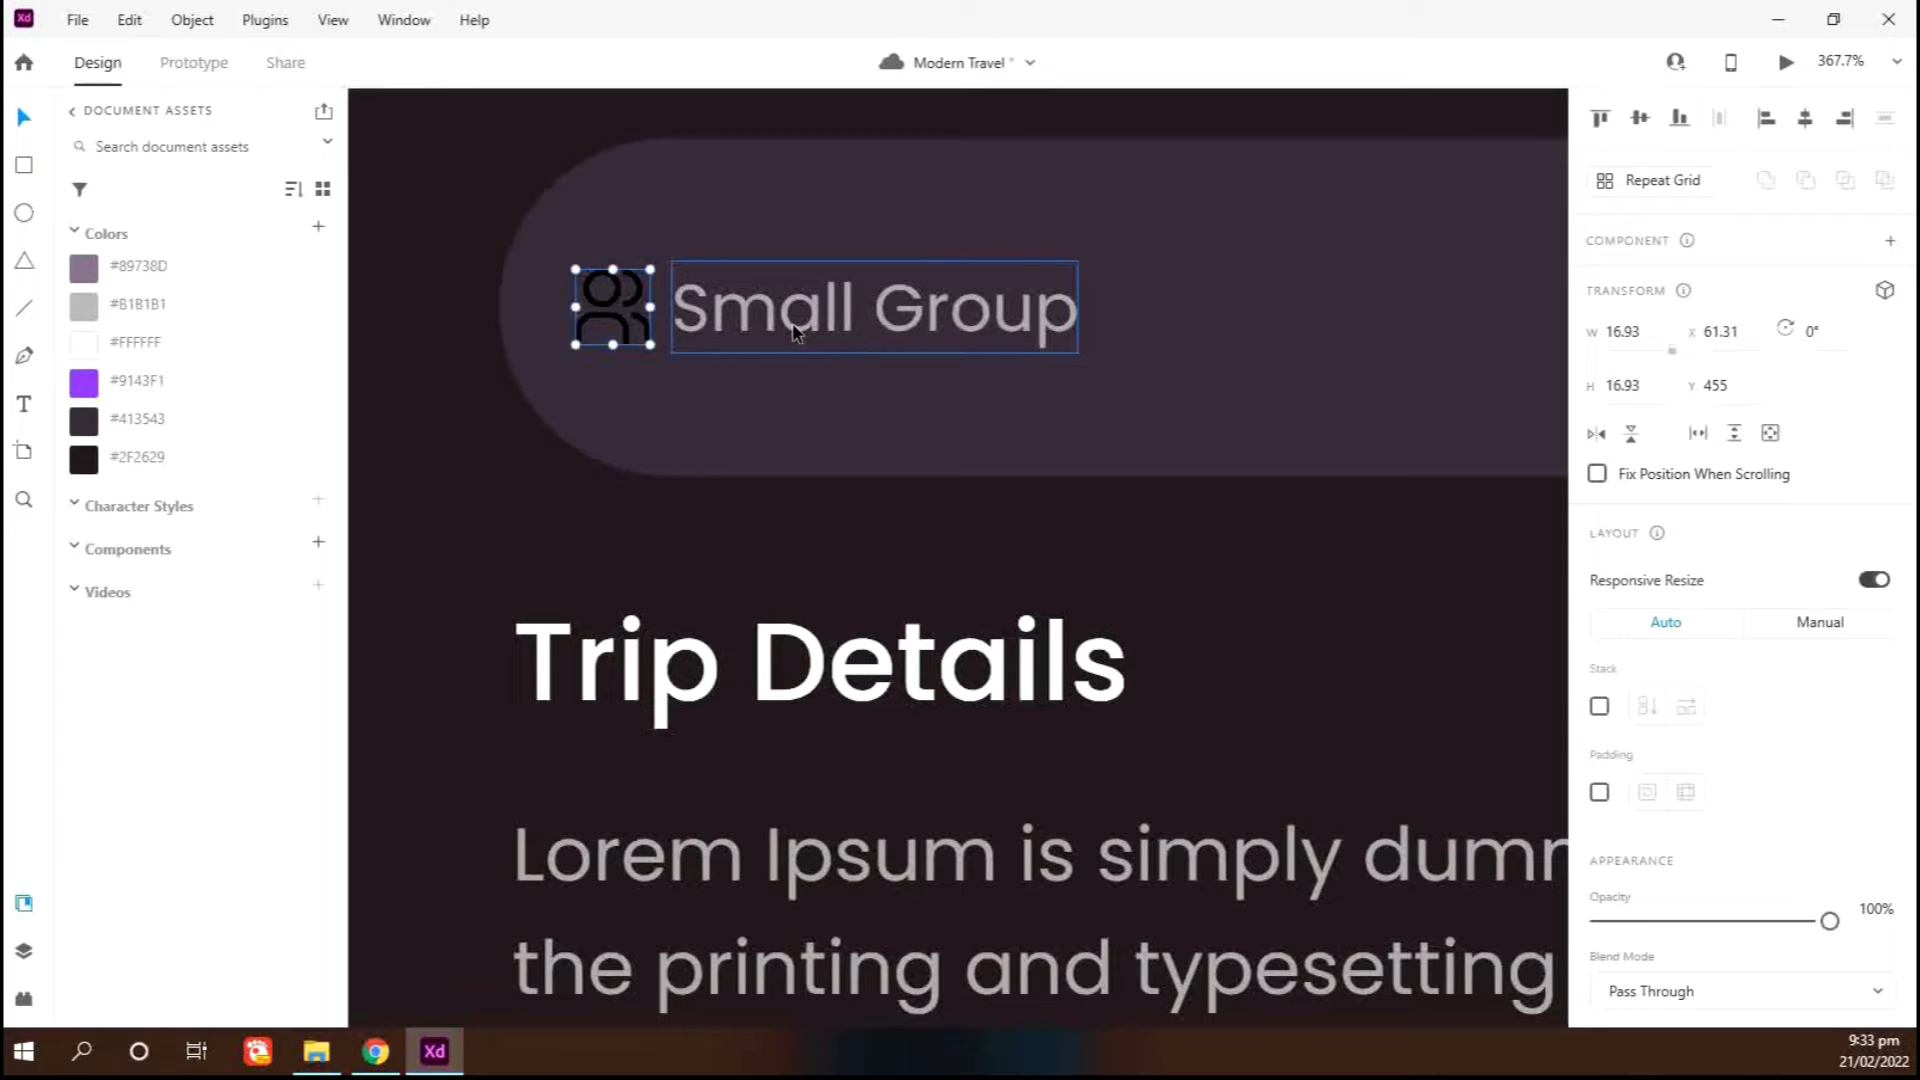 Xd File Edit Object Plugins View Window Help
Design Prototype Share Modern Travel * 367.7%
DOCUMENT ASSETS
Search document assets
Colors
#89738D
#B1B1B1
#FFFFFF
#9143F1
#413543
#2F2629
Character Styles
Components
Videos
Small Group
Trip Details
Lorem Ipsum is simply dumm
the printing and typesetting
Repeat Grid
COMPONENT
TRANSFORM
W 16.93 X 61.31 0°
H 16.93 Y 455
Fix Position When Scrolling
LAYOUT
Responsive Resize
Auto Manual
Stack
Padding
APPEARANCE
Opacity
100%
Blend Mode
Pass Through
Xd
9:33 pm
21/02/2022